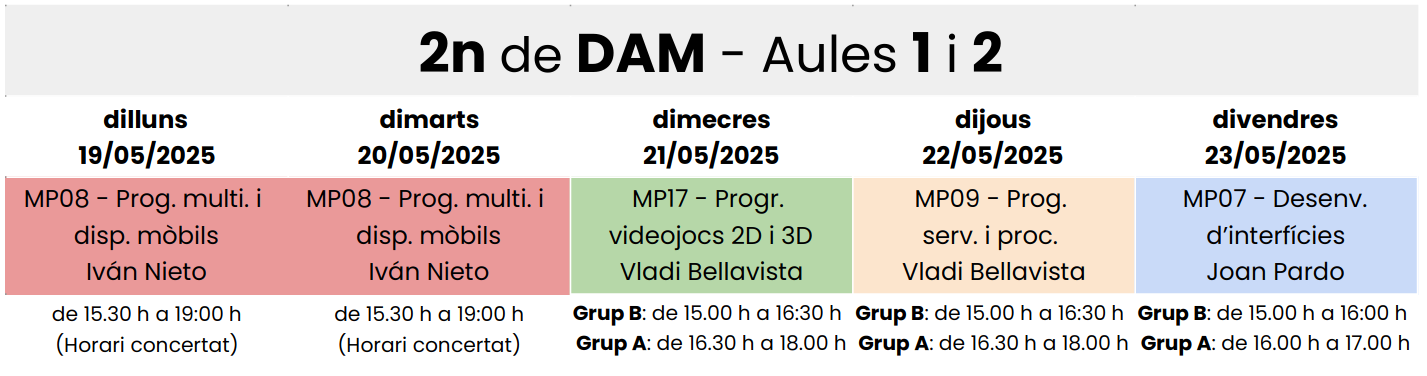 2n de DAM - Aules 1 i 2
dilluns
19/05/2025
dimarts
20/05/2025
dimecres
21/05/2025
dijous
22/05/2025
divendres
23/05/2025
MP08 - Prog. multi. i
disp. mòbils
Iván Nieto
MP08 - Prog. multi. i
disp. mòbils
Iván Nieto
MP17 - Progr.
videojocs 2D i 3D
Vladi Bellavista
MP09 - Prog.
serv. i proc.
Vladi Bellavista
MP07 - Desenv.
d’interfícies
Joan Pardo
de 15.30 h a 19:00 h
(Horari concertat)
de 15.30 h a 19:00 h
(Horari concertat)
Grup B: de 15.00 h a 16:30 h
Grup A: de 16.30 h a 18.00 h
Grup B: de 15.00 h a 16:30 h
Grup A: de 16.30 h a 18.00 h
Grup B: de 15.00 h a 16:00 h
Grup A: de 16.00 h a 17.00 h